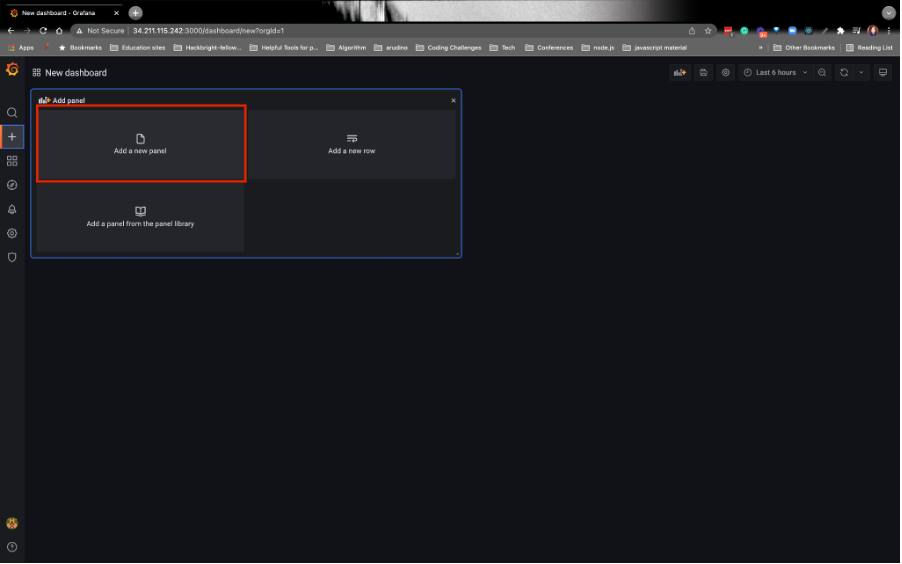 New dashboard - Grafana
Not Secure | 34.211.115.242:3000/dashboard/new?orgId=1
Apps Bookmarks Education sites Hackbright-fellow... Helpful Tools for p... Algorithm arudino Coding Challenges Tech Conferences node.js javascript material » Other Bookmarks Reading List
New dashboard Last 6 hours
Add panel
Add a new panel Add a new row
Add a panel from the panel library